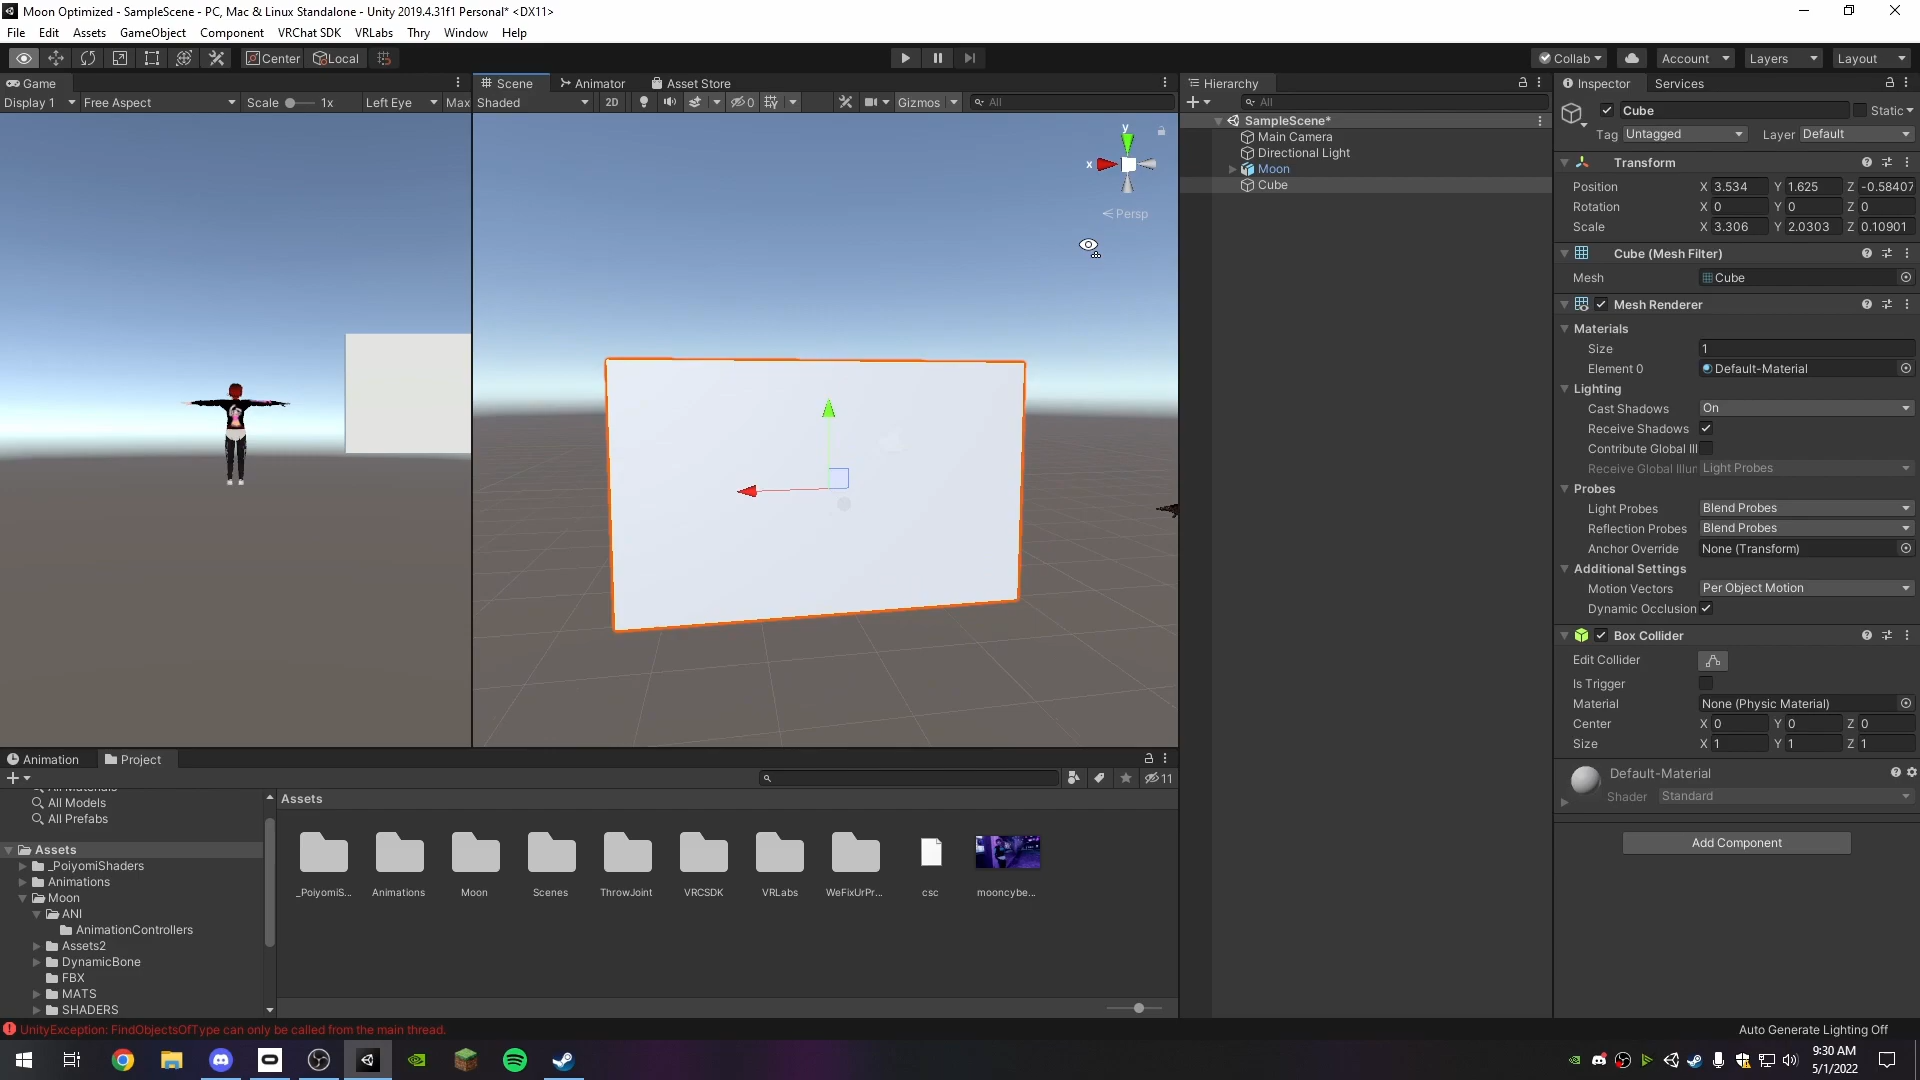 Moon Optimized - SampleScene - PC, Mac & Linux Standalone - Unity 2019.4.31f1 Personal* <DX11>
File Edit Assets GameObject Component VRChat SDK VRLabs Thry Window Help
Center Local Collab Account Layers Layout
Game
Display 1 Free Aspect Scale 1x Left Eye Max
Scene Animator Asset Store
Shaded 2D 0 Gizmos All
y
x
Persp
Hierarchy
All
SampleScene*
Main Camera
Directional Light
Moon
Cube
Inspector Services
Cube Static
Tag Untagged Layer Default
Transform
Position X 3.534 Y 1.625 Z -0.58407
Rotation X 0 Y 0 Z 0
Scale X 3.306 Y 2.0303 Z 0.10901
Cube (Mesh Filter)
Mesh Cube
Mesh Renderer
Materials
Size 1
Element 0 Default-Material
Lighting
Cast Shadows On
Receive Shadows
Contribute Global Ill
Receive Global Illum Light Probes
Probes
Light Probes Blend Probes
Reflection Probes Blend Probes
Anchor Override None (Transform)
Additional Settings
Motion Vectors Per Object Motion
Dynamic Occlusion
Box Collider
Edit Collider
Is Trigger
Material None (Physic Material)
Center X 0 Y 0 Z 0
Size X 1 Y 1 Z 1
Default-Material
Shader Standard
Add Component
Animation Project
11
All Materials
All Models
All Prefabs
Assets
_PoiyomiShaders
Animations
Moon
ANI
AnimationControllers
Assets2
DynamicBone
FBX
MATS
SHADERS
Assets
_PoiyomiS... Animations Moon Scenes ThrowJoint VRCSDK VRLabs WeFixUrPr... csc mooncybe...
UnityException: FindObjectsOfType can only be called from the main thread.
Auto Generate Lighting Off
9:30 AM
5/1/2022